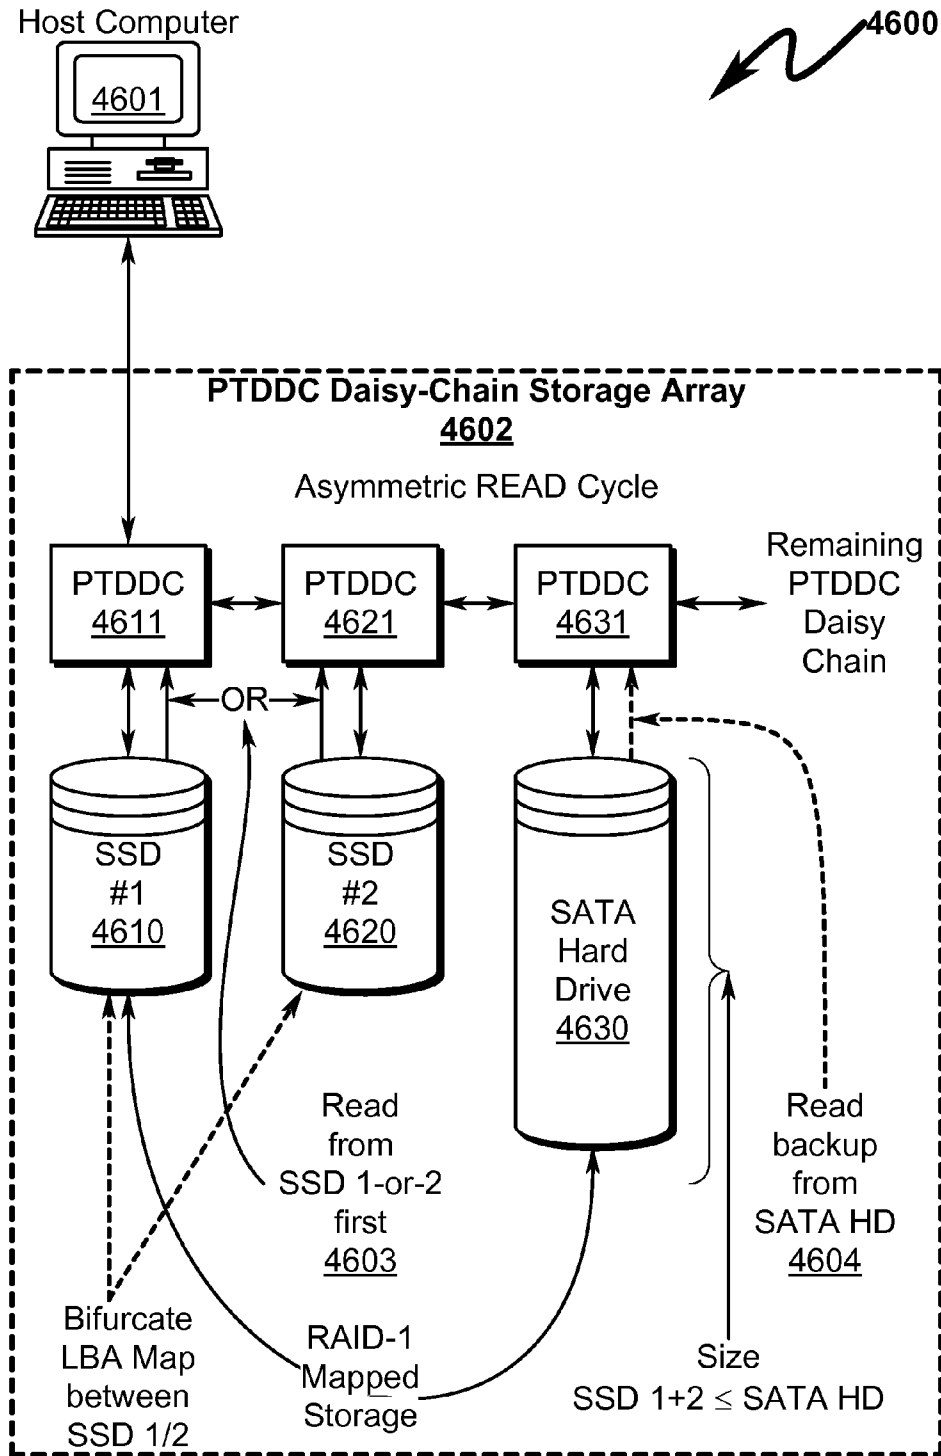 Host Computer
4600
4601
PTDDC Daisy-Chain Storage Array
4602
Asymmetric READ Cycle
PTDDC
4611
PTDDC
4621
PTDDC
4631
Remaining
PTDDC
Daisy
Chain
OR
SSD
#1
4610
SSD
#2
4620
SATA
Hard
Drive
4630
Read
from
SSD 1-or-2
first
4603
Read
backup
from
SATA HD
4604
Bifurcate
LBA Map
between
SSD 1/2
RAID-1
Mapped
Storage
Size
SSD 1+2 ≤ SATA HD